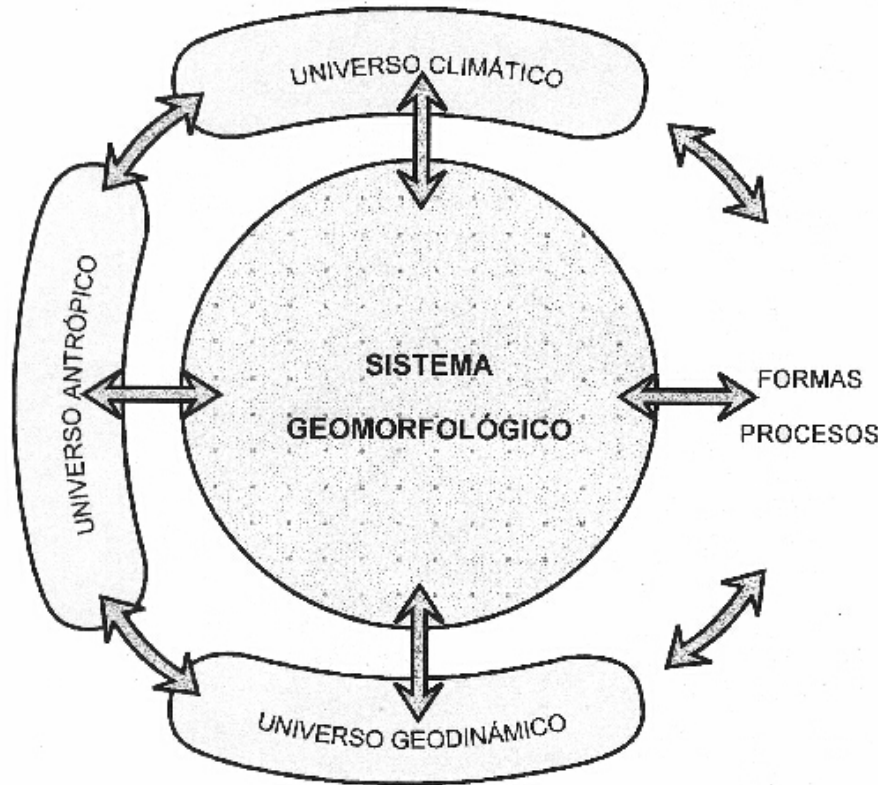 UNIVERSO CLIMÁTICO
UNIVERSO ANTRÓPICO
SISTEMA
GEOMORFOLÓGICO
FORMAS
PROCESOS
UNIVERSO GEODINÁMICO